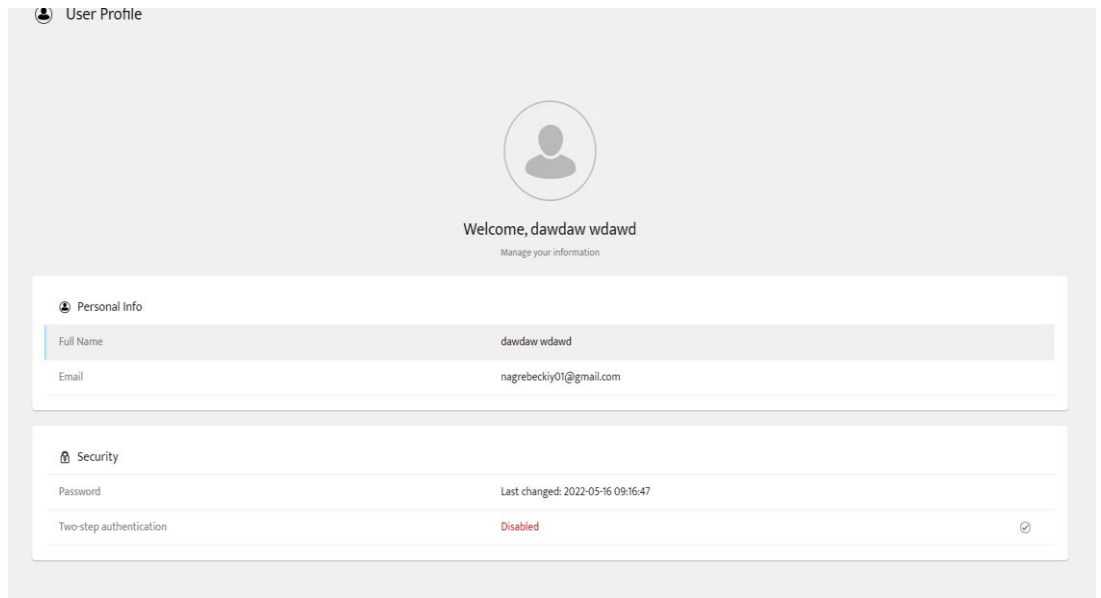 User Profile
Welcome, dawdaw wdawd
Manage your information
Personal Info
Full Name dawdaw wdawd
Email nagrebeckiy01@gmail.com
Security
Password Last changed: 2022-05-16 09:16:47
Two-step authentication Disabled